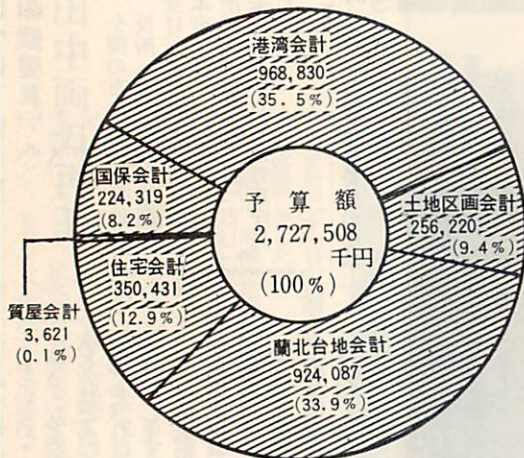 港湾会計
968,830
(35.5%)
土地区画会計
256,220
(9.4%)
蘭北台地会計
924,087
(33.9%)
住宅会計
350,431
(12.9%)
質屋会計
3,621
(0.1%)
国保会計
224,319
(8.2%)
予算額
2,727,508
千円
(100%)